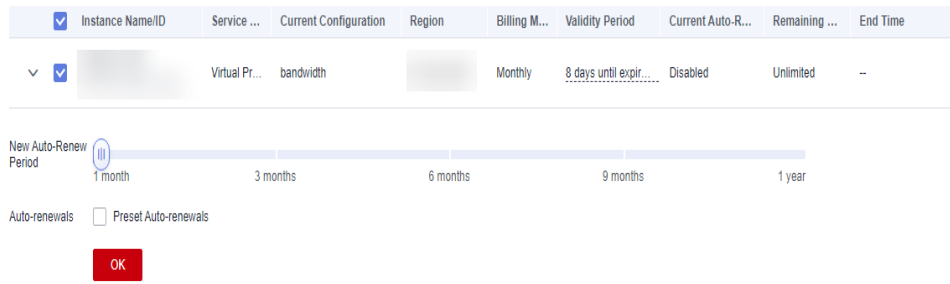 Instance Name/ID Service ... Current Configuration Region Billing M... Validity Period Current Auto-R... Remaining ... End Time
Virtual Pr... bandwidth Monthly 8 days until expir... Disabled Unlimited --
New Auto-Renew
Period
1 month 3 months 6 months 9 months 1 year
Auto-renewals Preset Auto-renewals
OK